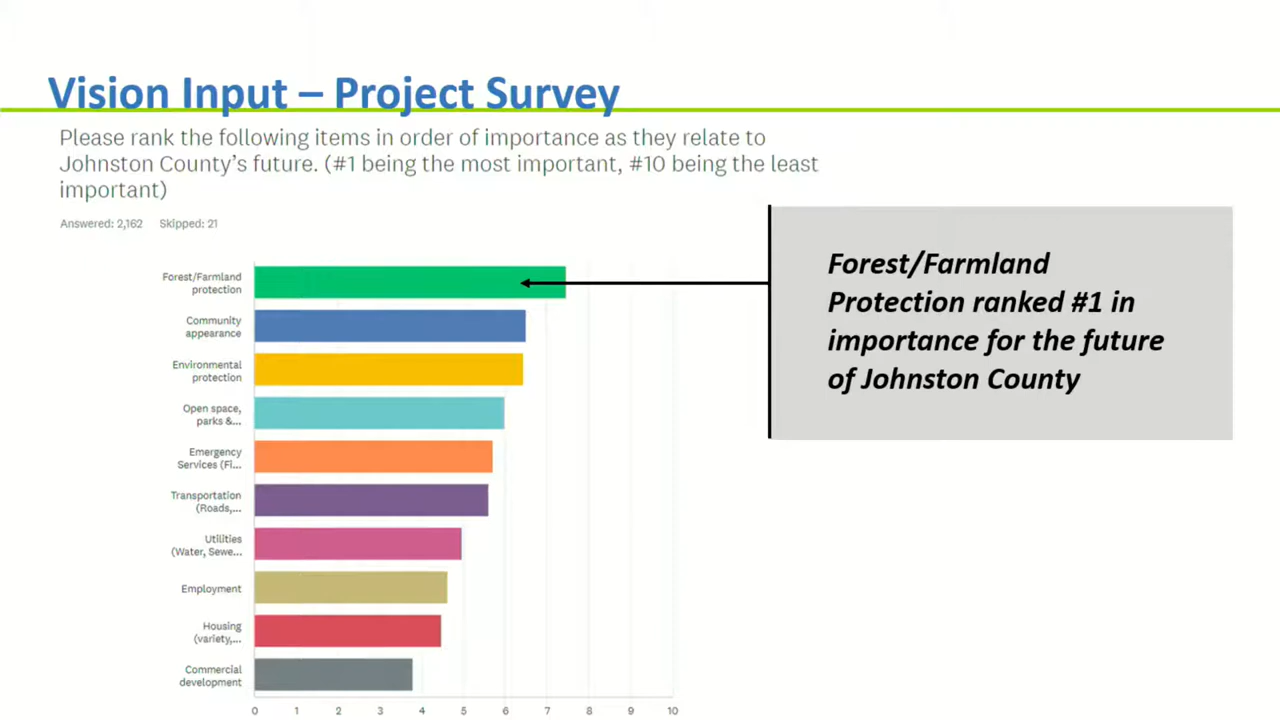 Vision Input – Project Survey
Please rank the following items in order of importance as they relate to
Johnston County's future. (#1 being the most important, #10 being the least
important)
Answered: 2,162 Skipped: 21
Forest/Farmland
protection
Community
appearance
Environmental
protection
Open space,
parks &...
Emergency
Services (Fi...
Transportation
(Roads,...
Utilities
(Water, Sewe...
Employment
Housing
(variety,...
Commercial
development
0 1 2 3 4 5 6 7 8 9 10
Forest/Farmland
Protection ranked #1 in
importance for the future
of Johnston County